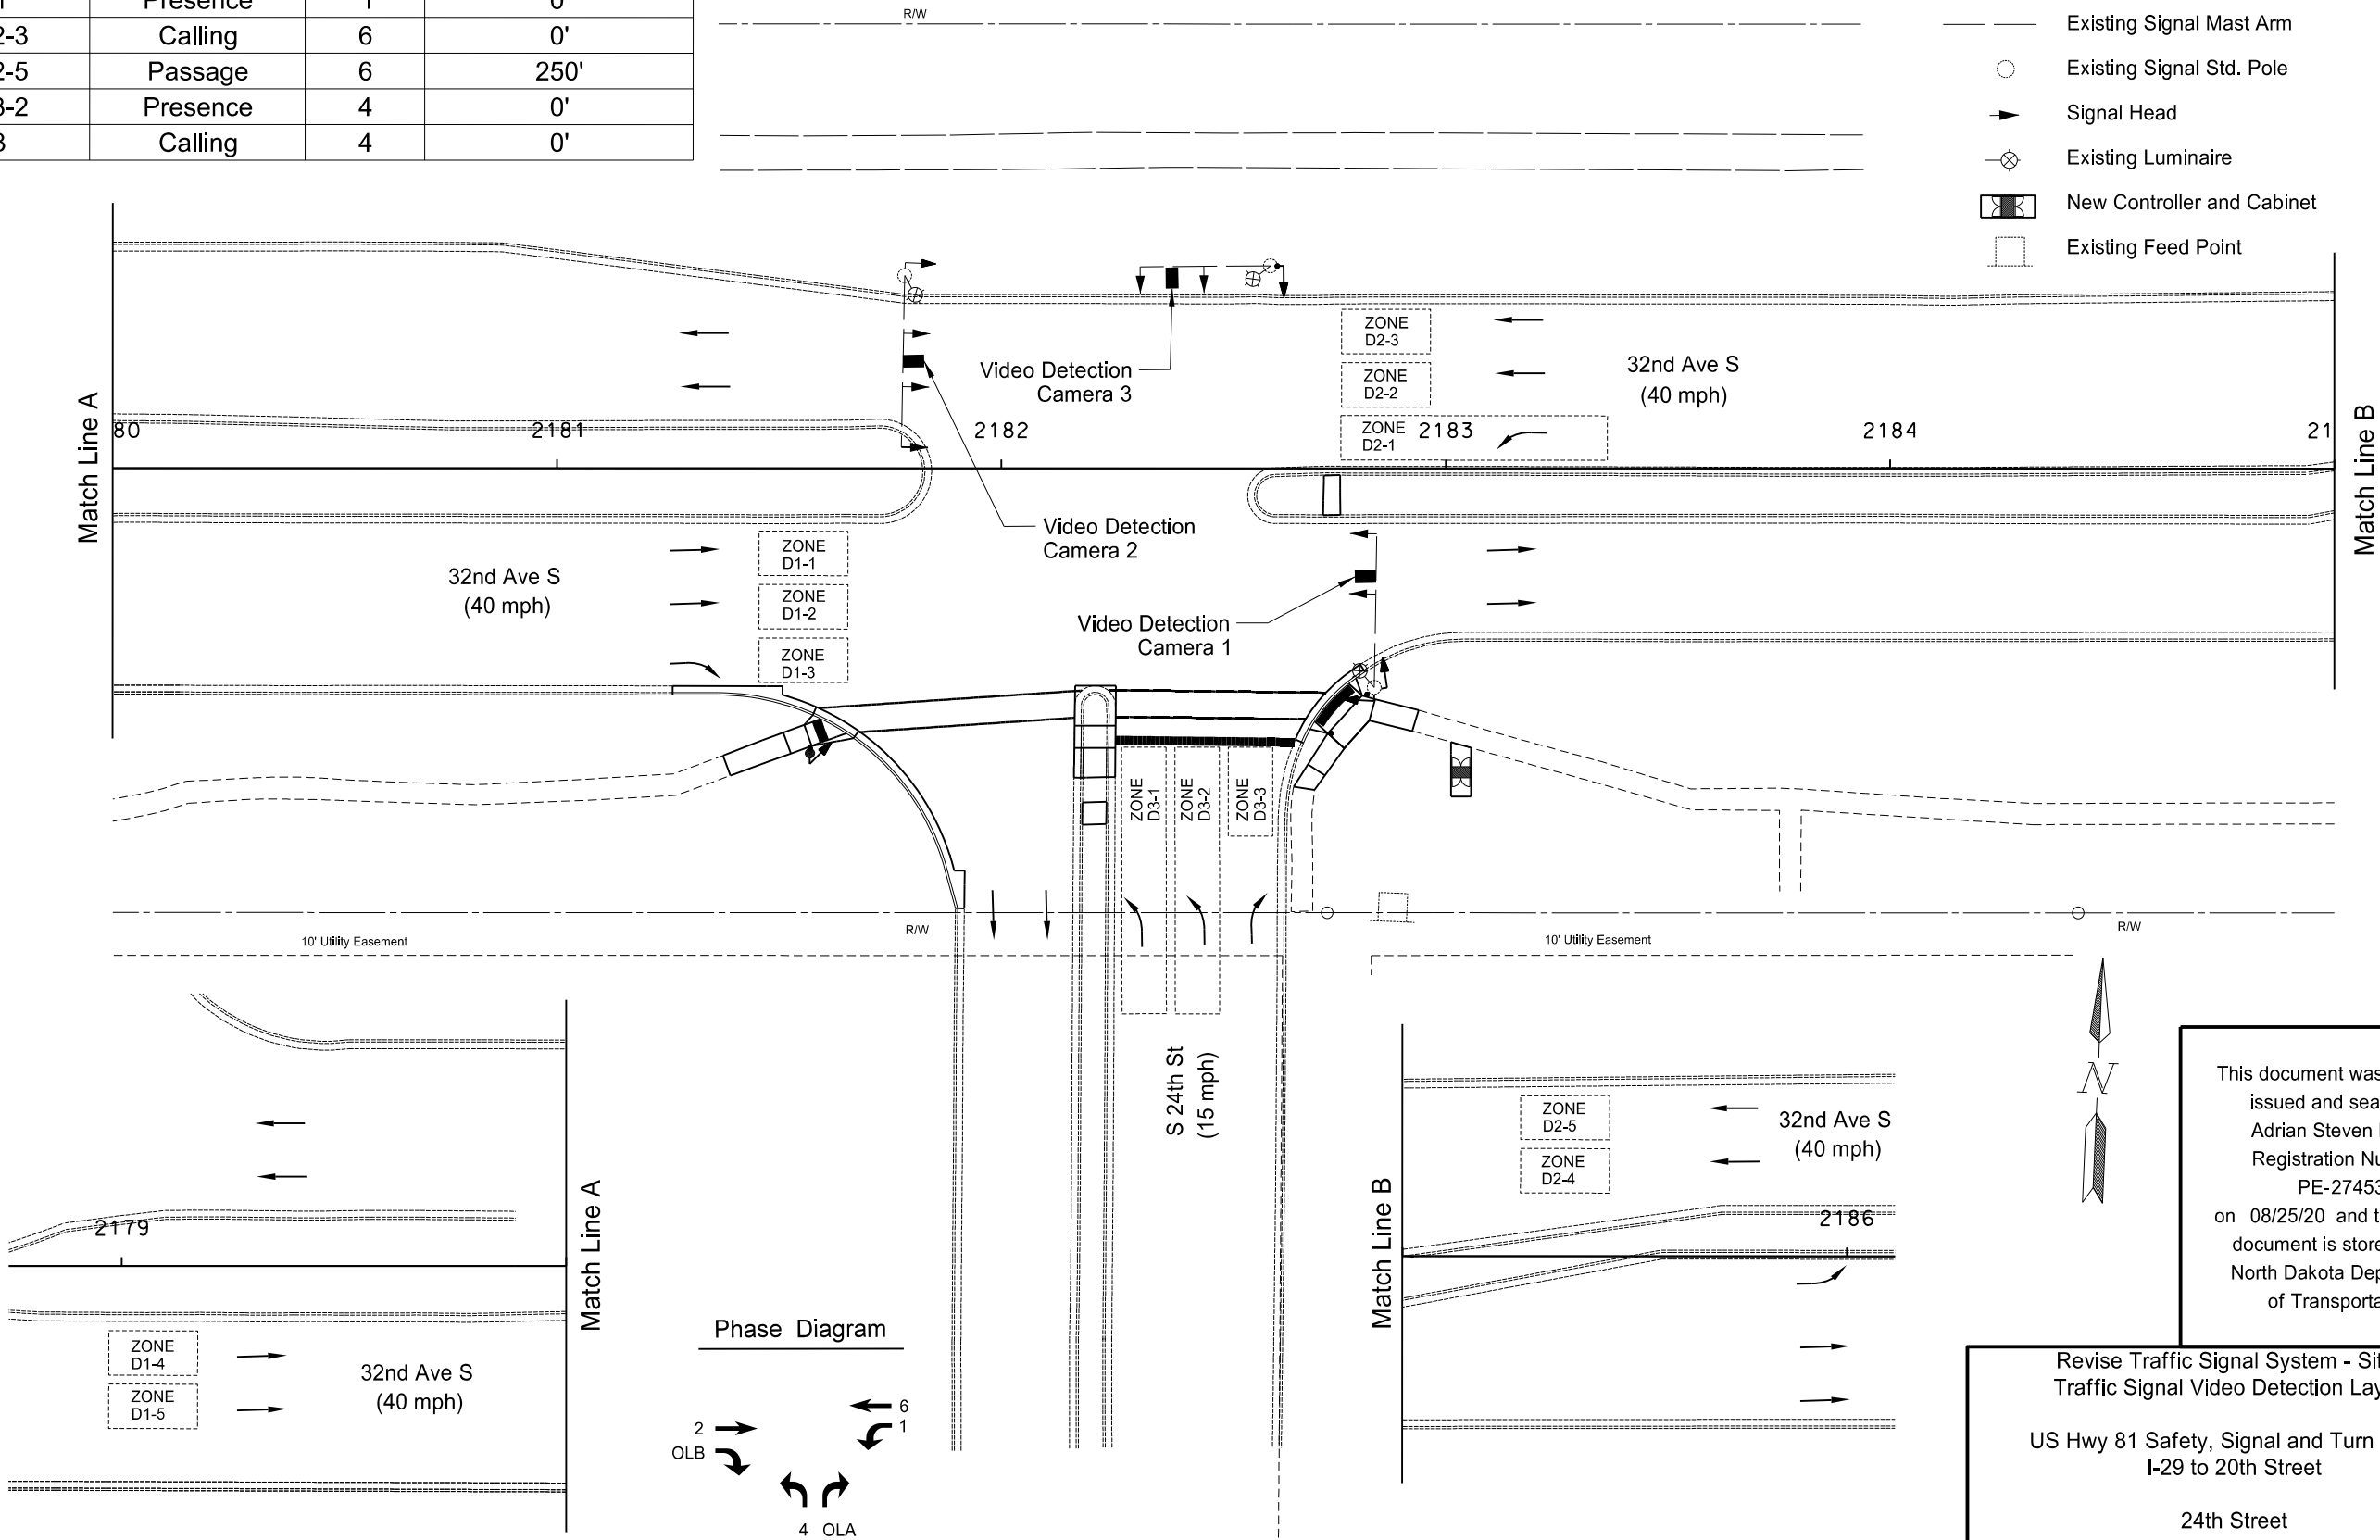 Presence 1 0'
2-3 Calling 6 0'
2-5 Passage 6 250'
3-2 Presence 4 0'
3 Calling 4 0'
R/W
Existing Signal Mast Arm
Existing Signal Std. Pole
Signal Head
Existing Luminaire
New Controller and Cabinet
Existing Feed Point
Match Line A
80
2181
2182
2183
2184
21
Match Line B
Video Detection
Camera 3
ZONE
D2-3
ZONE
D2-2
ZONE
D2-1
32nd Ave S
(40 mph)
Video Detection
Camera 2
32nd Ave S
(40 mph)
ZONE
D1-1
ZONE
D1-2
ZONE
D1-3
Video Detection
Camera 1
ZONE
D3-1
ZONE
D3-2
ZONE
D3-3
10' Utility Easement
R/W
10' Utility Easement
R/W
S 24th St
(15 mph)
2179
Match Line A
ZONE
D1-4
ZONE
D1-5
32nd Ave S
(40 mph)
Phase Diagram
6
2
1
OLB
4 OLA
Match Line B
ZONE
D2-5
ZONE
D2-4
32nd Ave S
(40 mph)
2186
N
This document was
issued and sea
Adrian Steven
Registration Nu
PE-27453
on 08/25/20 and t
document is store
North Dakota Dep
of Transporta
Revise Traffic Signal System - Sit
Traffic Signal Video Detection Lay
US Hwy 81 Safety, Signal and Turn
I-29 to 20th Street
24th Street